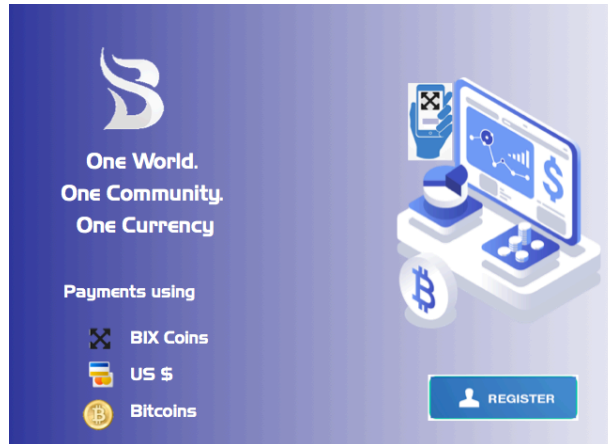 One World.
One Community.
One Currency
Payments using
BIX Coins
US $
Bitcoins
$
REGISTER